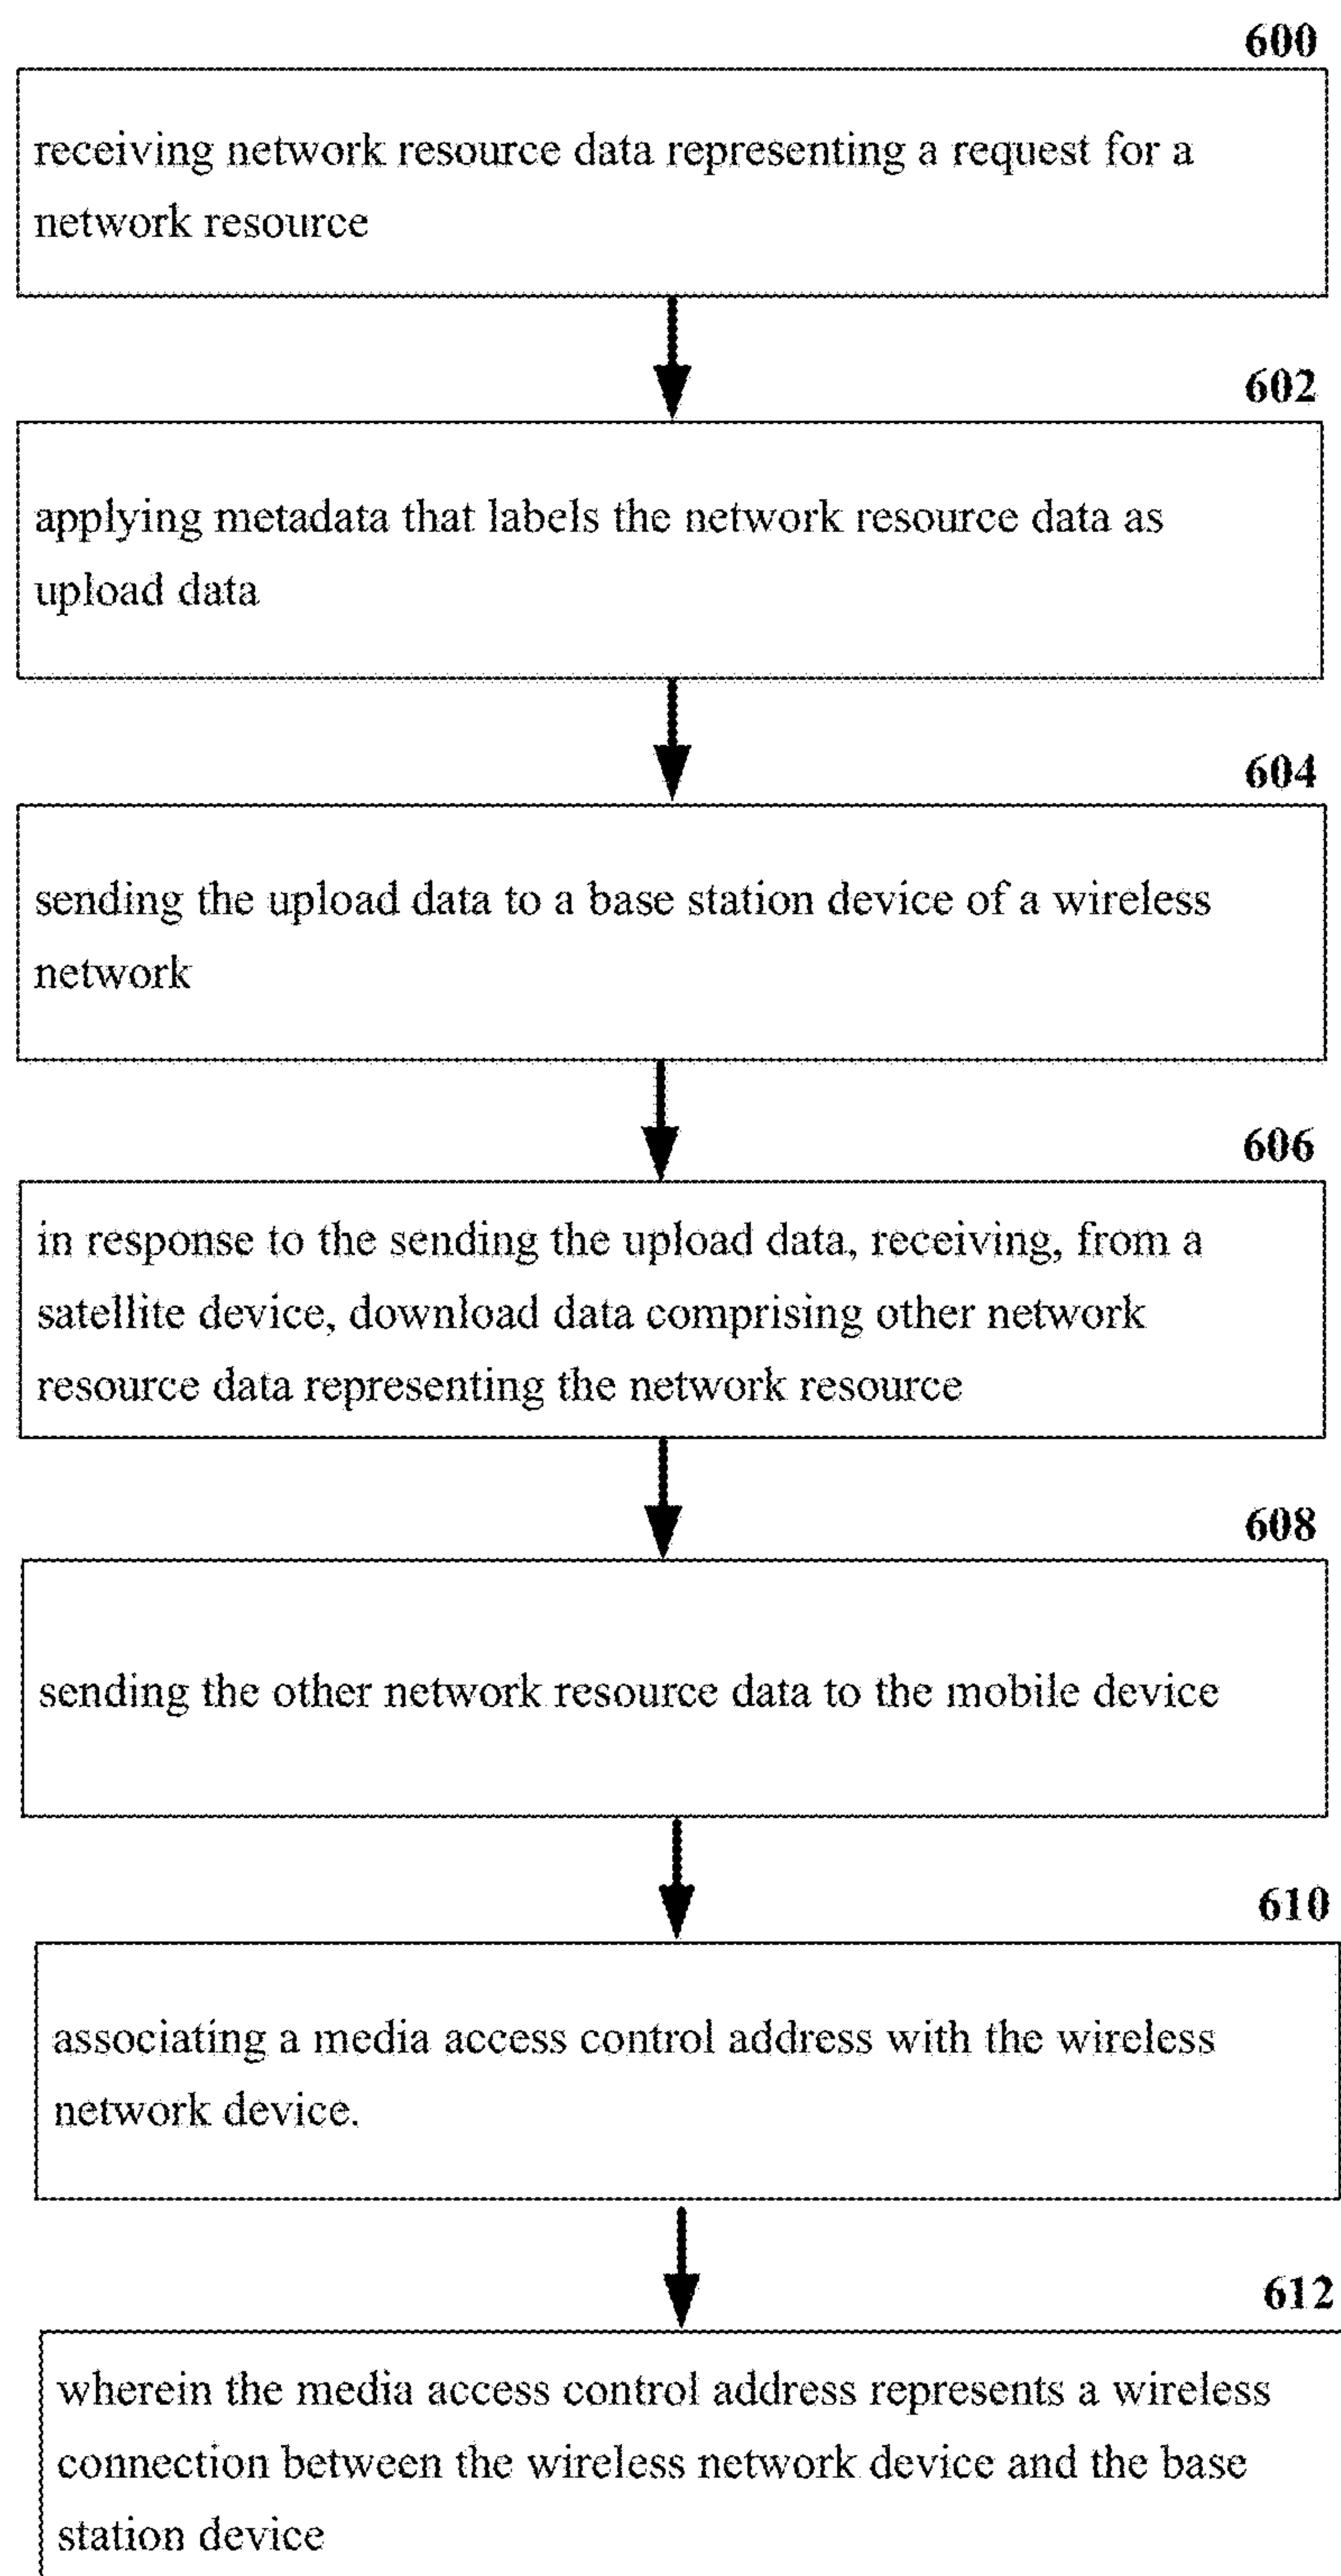 600
receiving network resource data representing a request for a
network resource
602
applying metadata that labels the network resource data as
upload data
604
sending the upload data to a base station device of a wireless
network
606
in response to the sending the upload data, receiving, from a
satellite device, download data comprising other network
resource data representing the network resource
608
sending the other network resource data to the mobile device
610
associating a media access control address with the wireless
network device.
612
wherein the media access control address represents a wireless
connection between the wireless network device and the base
station device